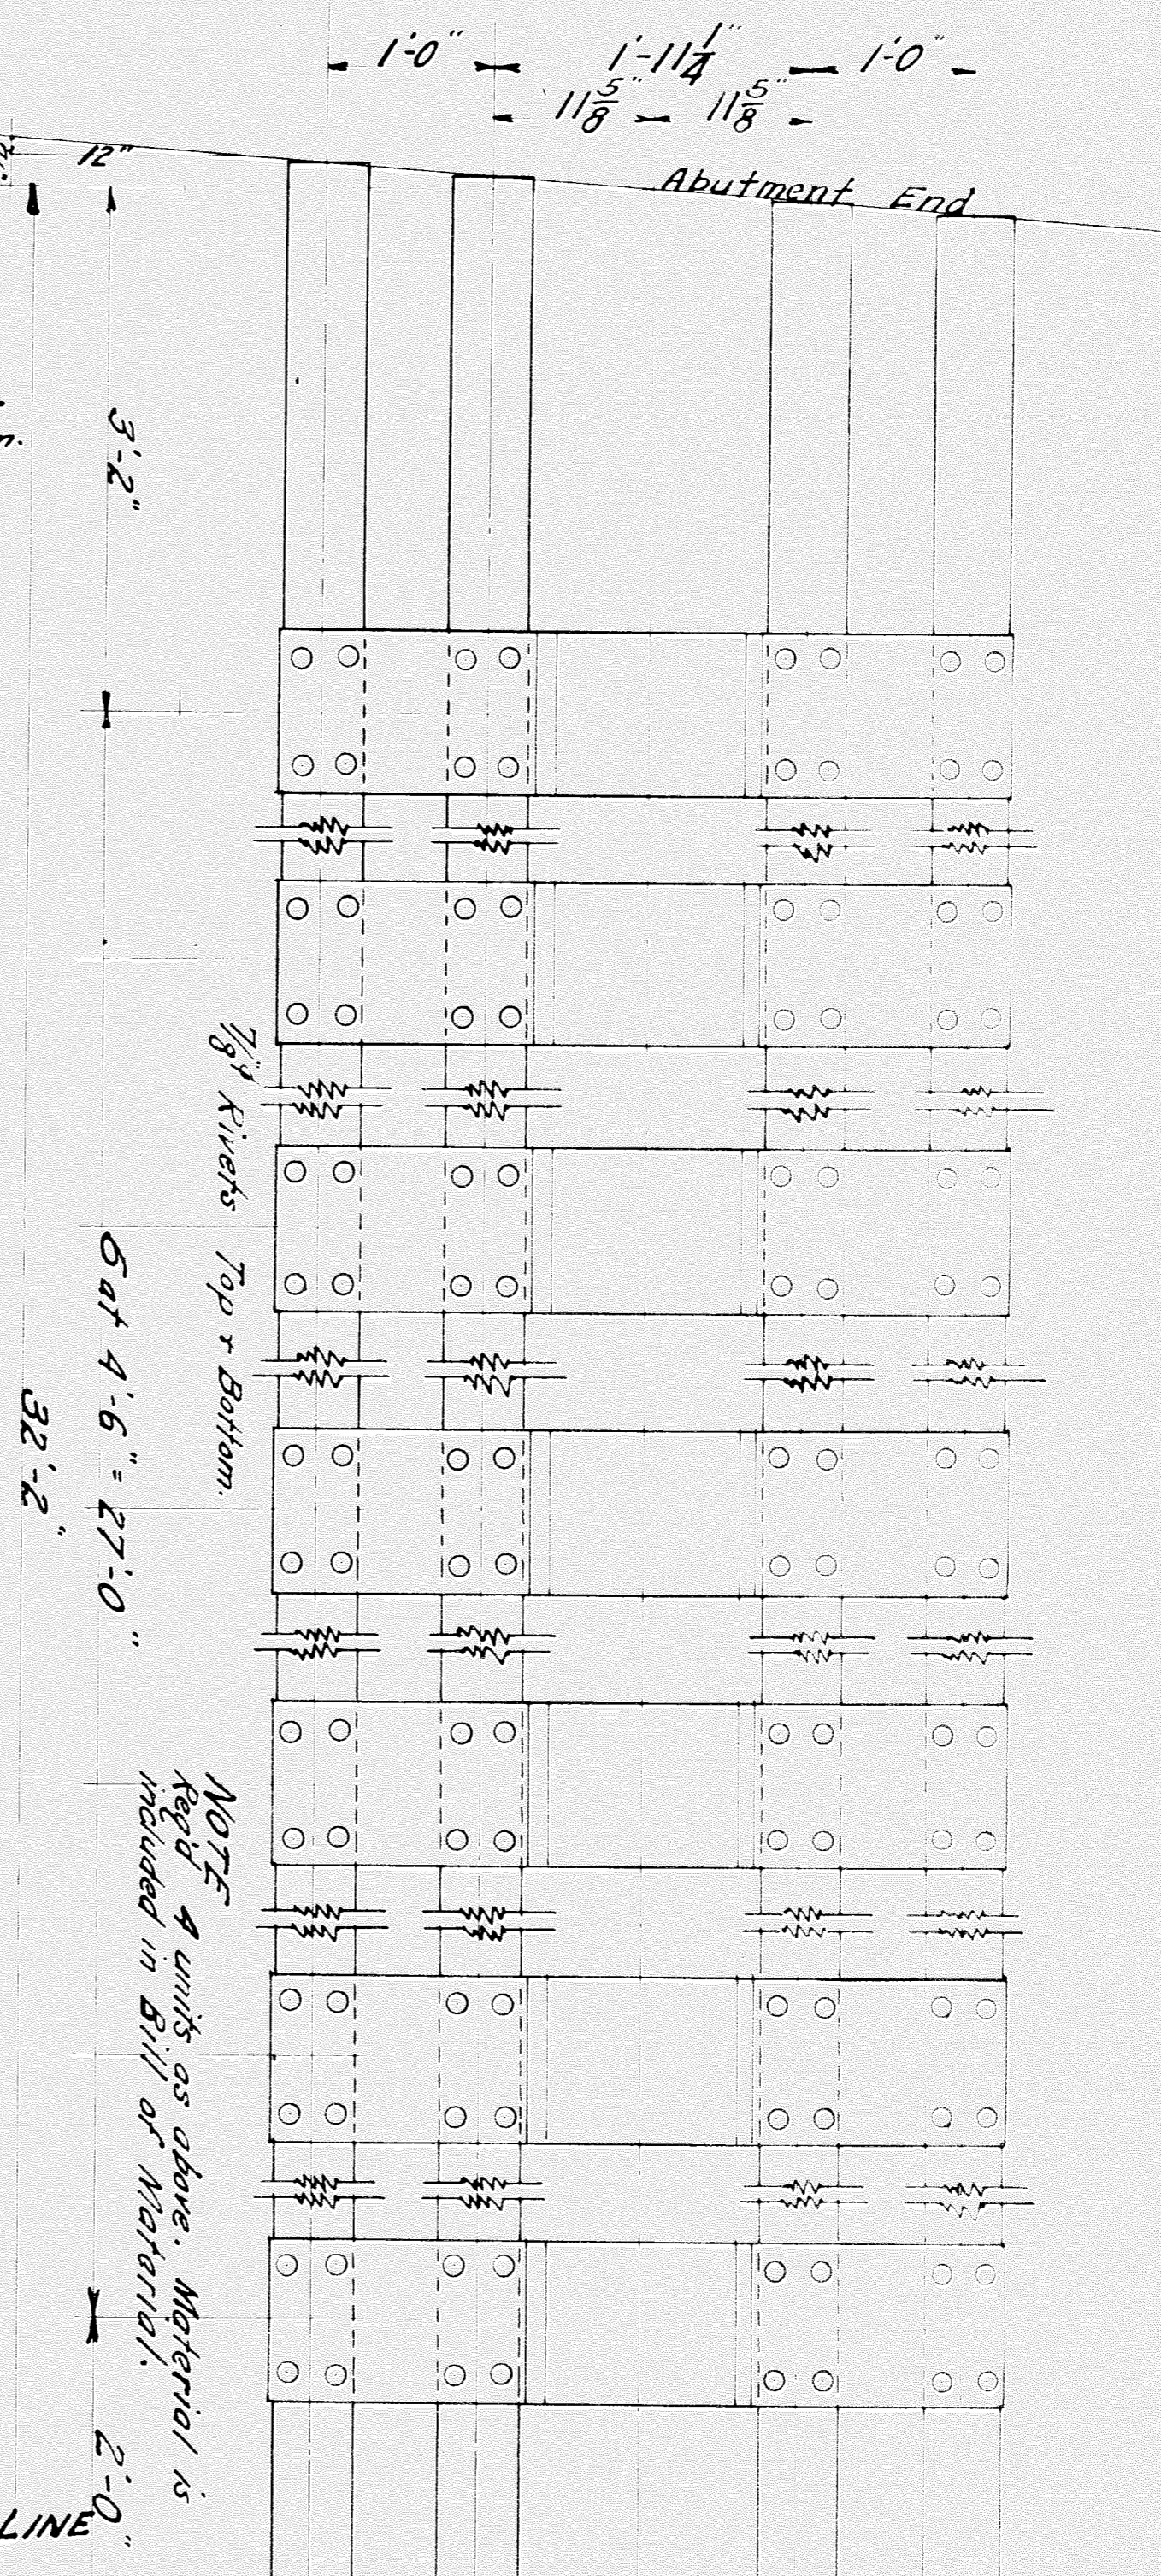 1'-0" 1'-11 1/4" 1'-0"
11 5/8" 11 5/8"
12"
Abutment End
3'-2"
7/8"φ Rivets Top + Bottom.
6 at 4'-6" = 27'-0"
32'-2"
NOTE
Req'd 4 units as above. Material is
included in Bill of Material.
2'-0"
LINE